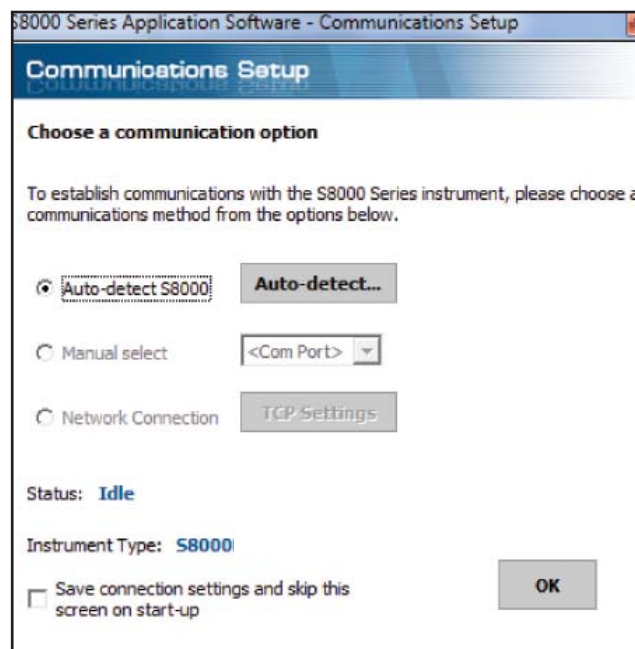 S8000 Series Application Software - Communications Setup
Communications Setup
Choose a communication option
To establish communications with the S8000 Series instrument, please choose a
communications method from the options below.
Auto-detect S8000 Auto-detect...
Manual select <Com Port>
Network Connection TCP Settings
Status: Idle
Instrument Type: S8000
Save connection settings and skip this
screen on start-up
OK